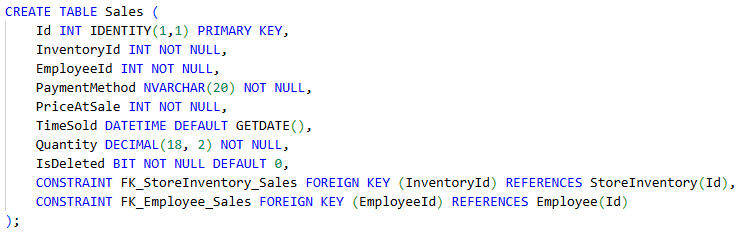 CREATE TABLE Sales (
    Id INT IDENTITY(1,1) PRIMARY KEY,
    InventoryId INT NOT NULL,
    EmployeeId INT NOT NULL,
    PaymentMethod NVARCHAR(20) NOT NULL,
    PriceAtSale INT NOT NULL,
    TimeSold DATETIME DEFAULT GETDATE(),
    Quantity DECIMAL(18, 2) NOT NULL,
    IsDeleted BIT NOT NULL DEFAULT 0,
    CONSTRAINT FK_StoreInventory_Sales FOREIGN KEY (InventoryId) REFERENCES StoreInventory(Id),
    CONSTRAINT FK_Employee_Sales FOREIGN KEY (EmployeeId) REFERENCES Employee(Id)
);